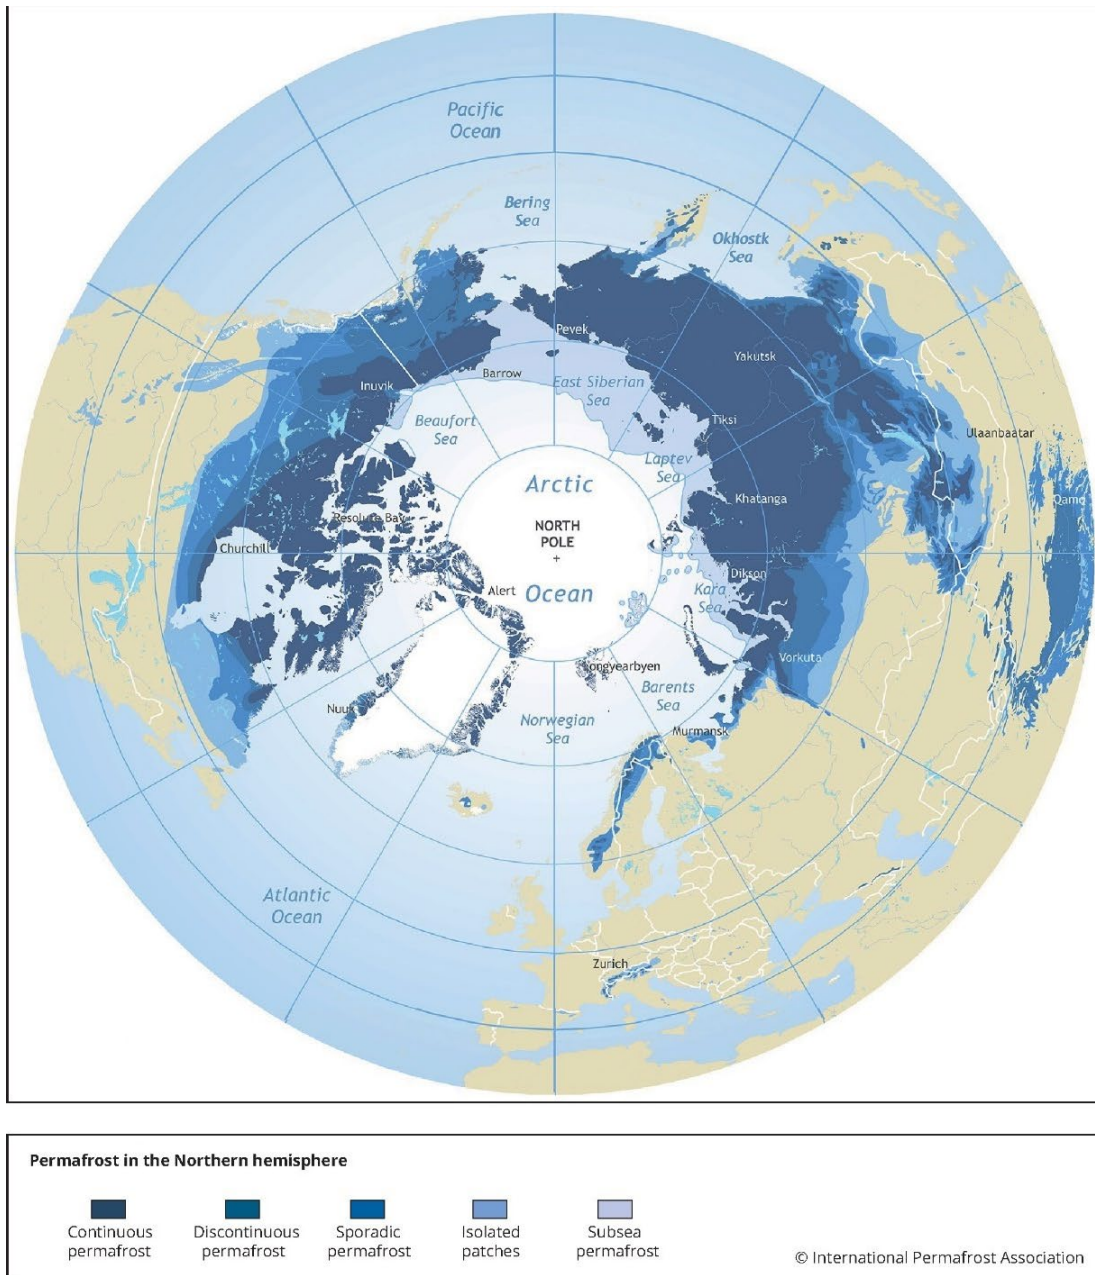 Pacific
Ocean
Bering
Sea
Okhostk
Sea
Pevek
Yakutsk
Barrow
Inuvik
East Siberian
Sea
Beaufort
Sea
Tiksi
Ulaanbaatar
Laptev
Sea
Arctic
Khatanga
Qamo
Resolute Bay
NORTH
POLE
+
Churchill
Dikson
Alert
Ocean
Kara
Sea
Vorkuta
Longyearbyen
Barents
Sea
Nuuk
Norwegian
Sea
Murmansk
Atlantic
Ocean
Zurich
Permafrost in the Northern hemisphere
Continuous
permafrost
Discontinuous
permafrost
Sporadic
permafrost
Isolated
patches
Subsea
permafrost
© International Permafrost Association